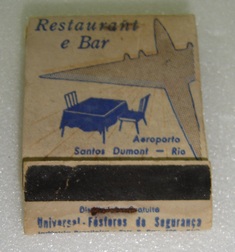 Restaurant
e Bar
Aeroporto
Santos Dumont — Rio
Universal - Fósforos de Segurança